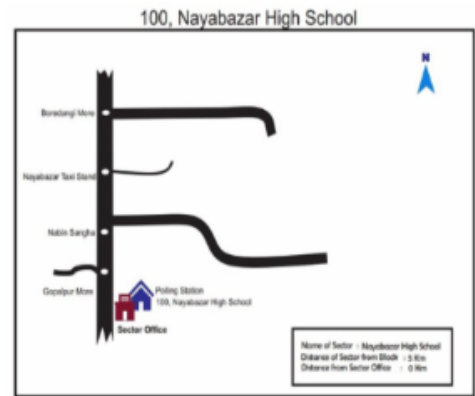 100, Nayabazar High School
N
Boredangi More
Nayabazar Taxi Stand
Nabin Sangha
Gopalpur More
Polling Station
100, Nayabazar High School
Sector Office
Name of Sector : Nayabazar High School
Distance of Sector from Block : 5 Km
Distance from Sector Office : 0 Km